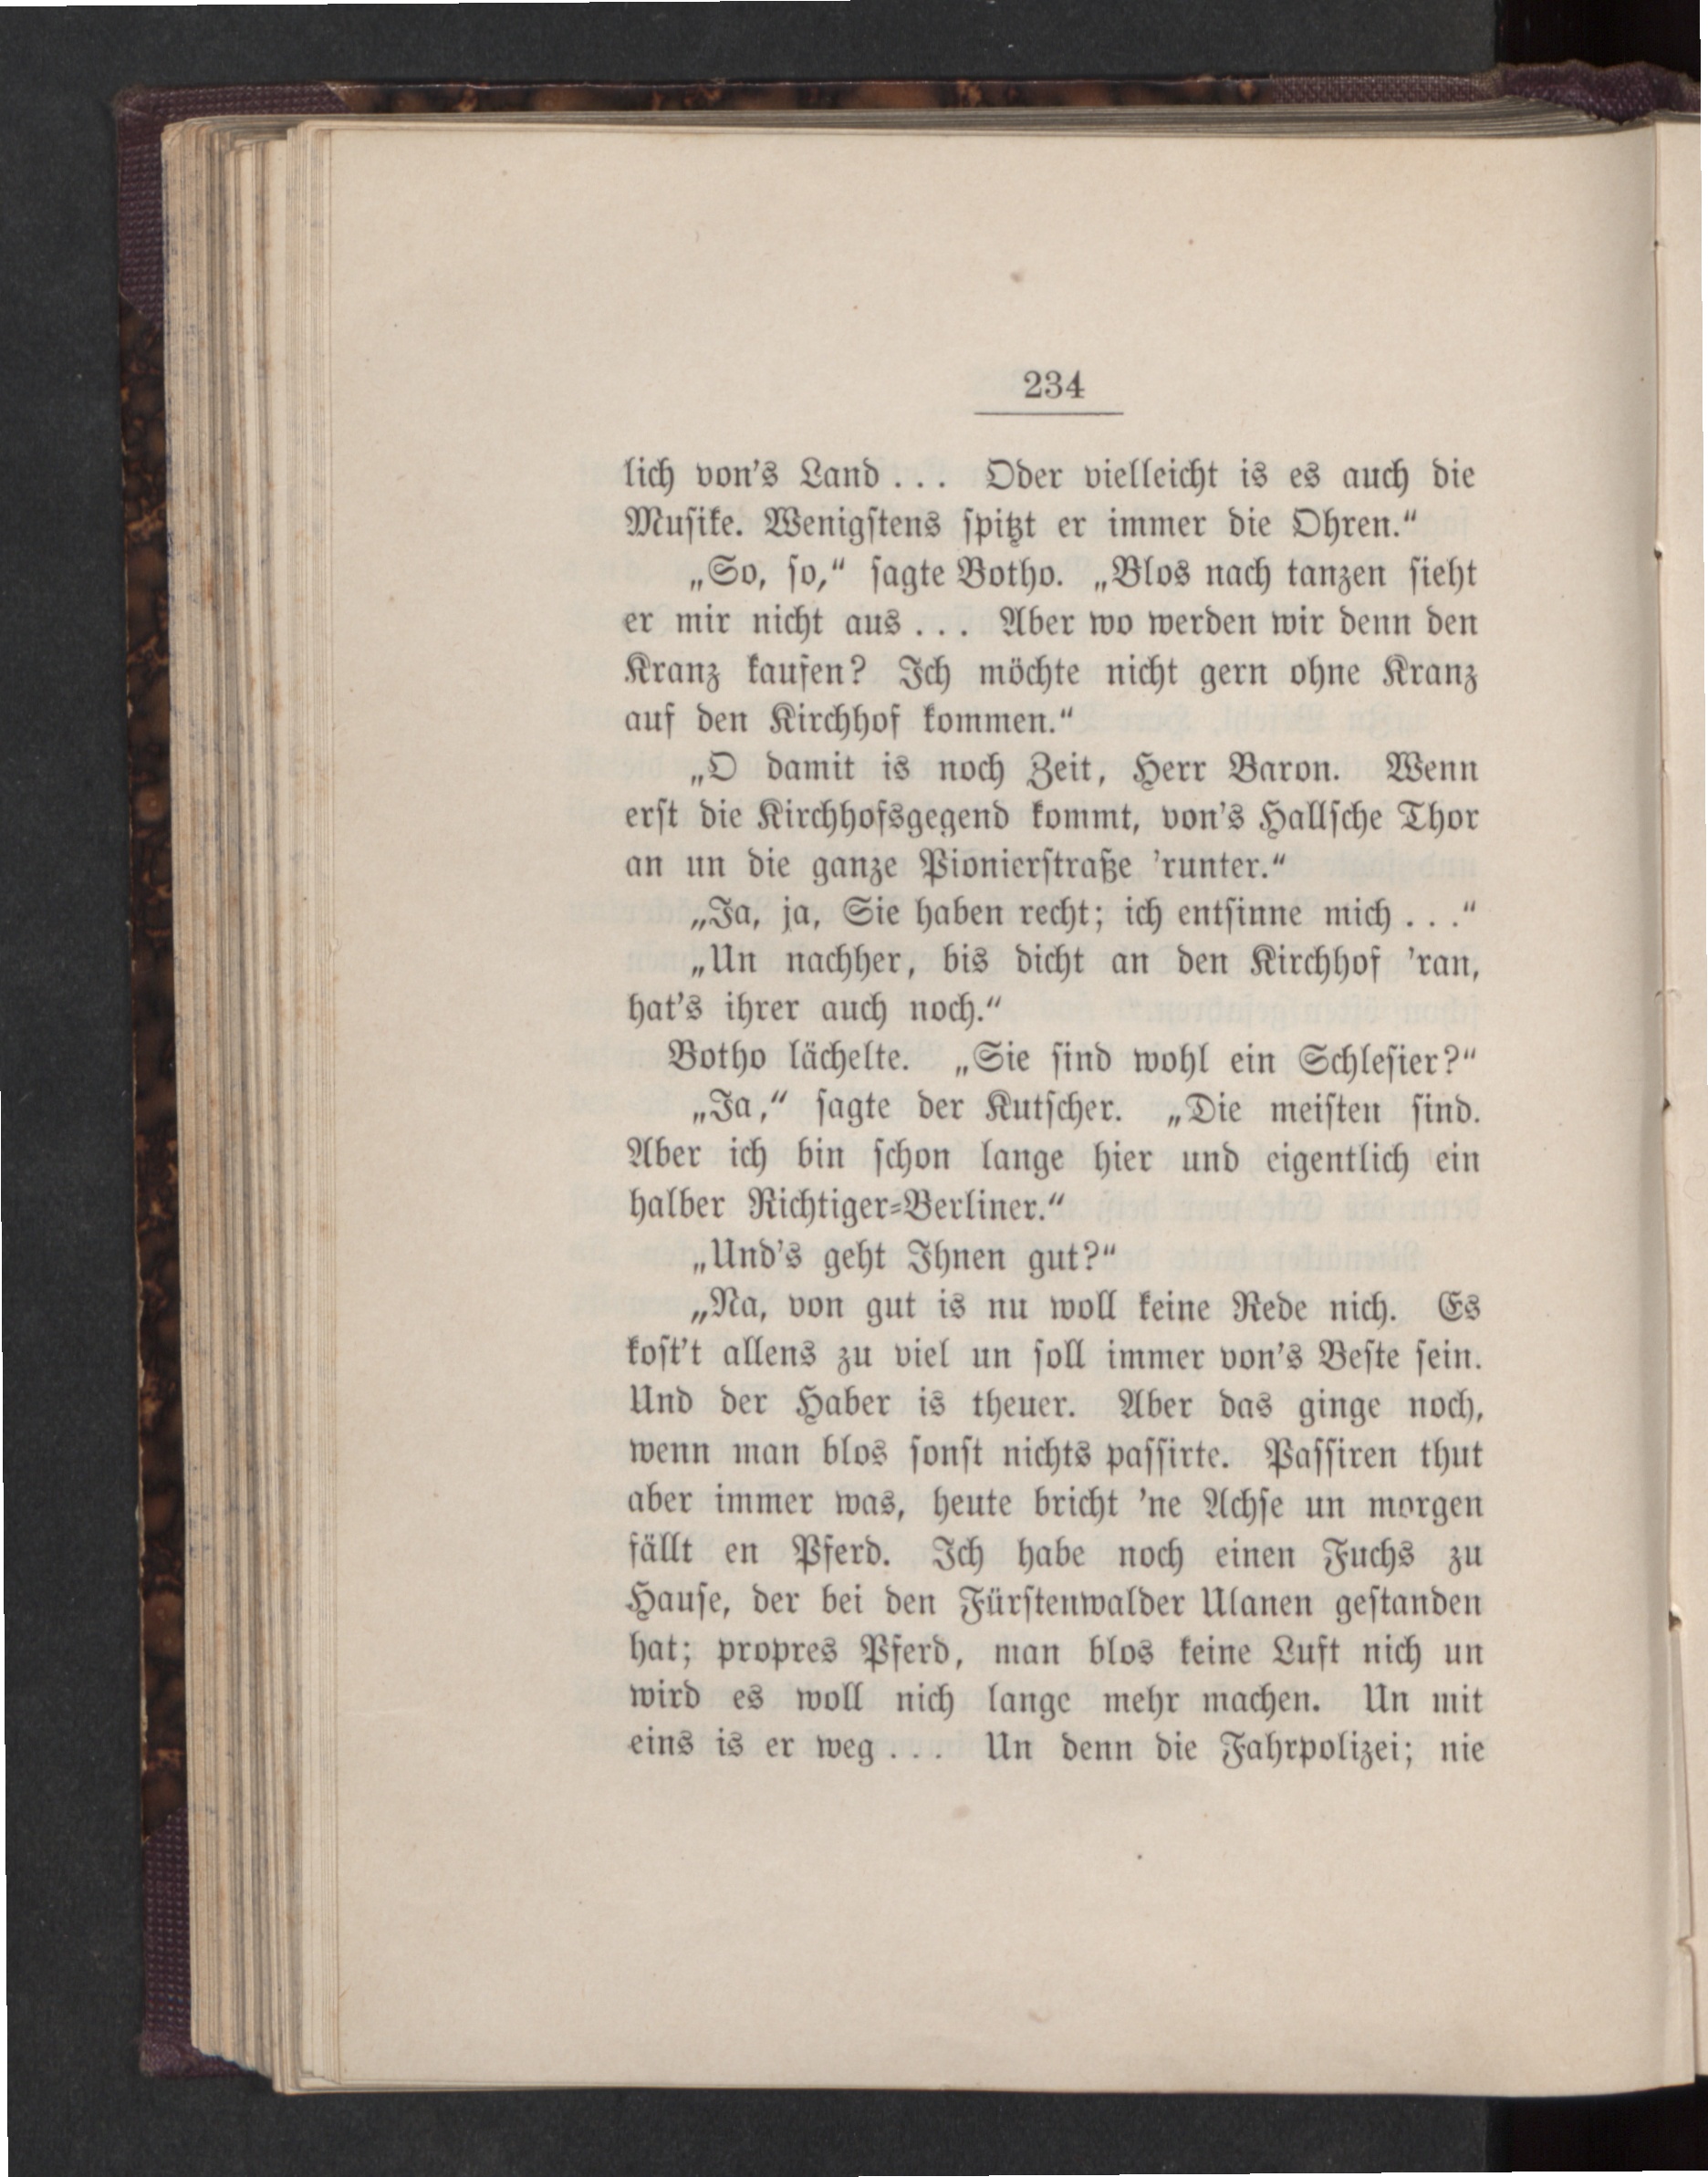 234
lich von's Land . . . Oder vielleicht is es auch die
Musike. Wenigstens spitzt er immer die Ohren.“
„So, so,“ sagte Botho. „Blos nach tanzen sieht
er mir nicht aus . . . Aber wo werden wir denn den
Kranz kaufen? Ich möchte nicht gern ohne Kranz
auf den Kirchhof kommen.“
„O damit is noch Zeit, Herr Baron. Wenn
erst die Kirchhofsgegend kommt, von's Hallsche Thor
an un die ganze Pionierstraße 'runter.“
„Ja, ja, Sie haben recht; ich entsinne mich . . .“
„Un nachher, bis dicht an den Kirchhof 'ran,
hat's ihrer auch noch.“
Botho lächelte. „Sie sind wohl ein Schlesier?“
„Ja,“ sagte der Kutscher. „Die meisten sind.
Aber ich bin schon lange hier und eigentlich ein
halber Richtiger-Berliner.“
„Und's geht Ihnen gut?“
„Na, von gut is nu woll keine Rede nich. Es
kost't allens zu viel un soll immer von's Beste sein.
Und der Haber is theuer. Aber das ginge noch,
wenn man blos sonst nichts passirte. Passiren thut
aber immer was, heute bricht 'ne Achse un morgen
fällt en Pferd. Ich habe noch einen Fuchs zu
Hause, der bei den Fürstenwalder Ulanen gestanden
hat; propres Pferd, man blos keine Luft nich un
wird es woll nich lange mehr machen. Un mit
eins is er weg . . . Un denn die Fahrpolizei; nie